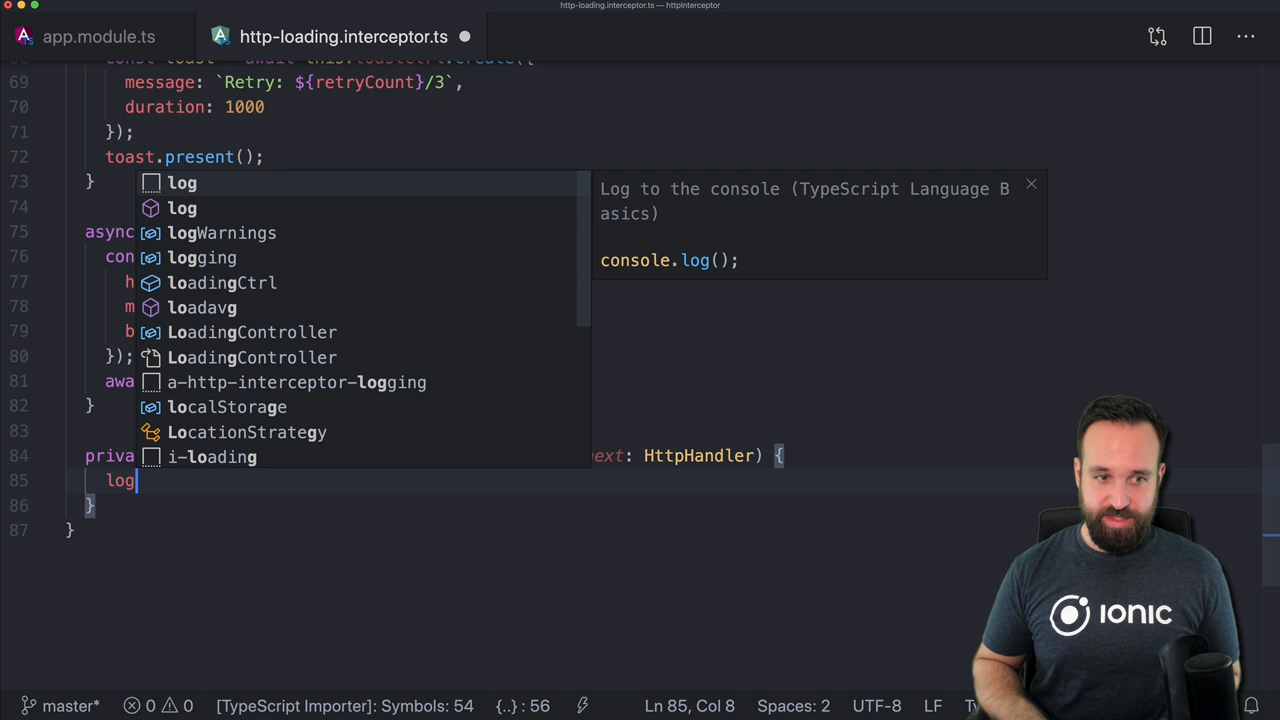 http-loading.interceptor.ts — httpInterceptor
app.module.ts
http-loading.interceptor.ts
69 message: `Retry: ${retryCount}/3`,
70 duration: 1000
71 });
72 toast.present();
73 }
74
75 async
76 con
77 h
78 m
79 b
80 });
81 awa
82 }
83
84 priva ext: HttpHandler) {
85 log
86 }
87 }
log
log
logWarnings
logging
loadingCtrl
loadavg
LoadingController
LoadingController
a-http-interceptor-logging
localStorage
LocationStrategy
i-loading
Log to the console (TypeScript Language B
asics)
console.log();
IONIC
master* 0 0 [TypeScript Importer]: Symbols: 54 {..} : 56 Ln 85, Col 8 Spaces: 2 UTF-8 LF